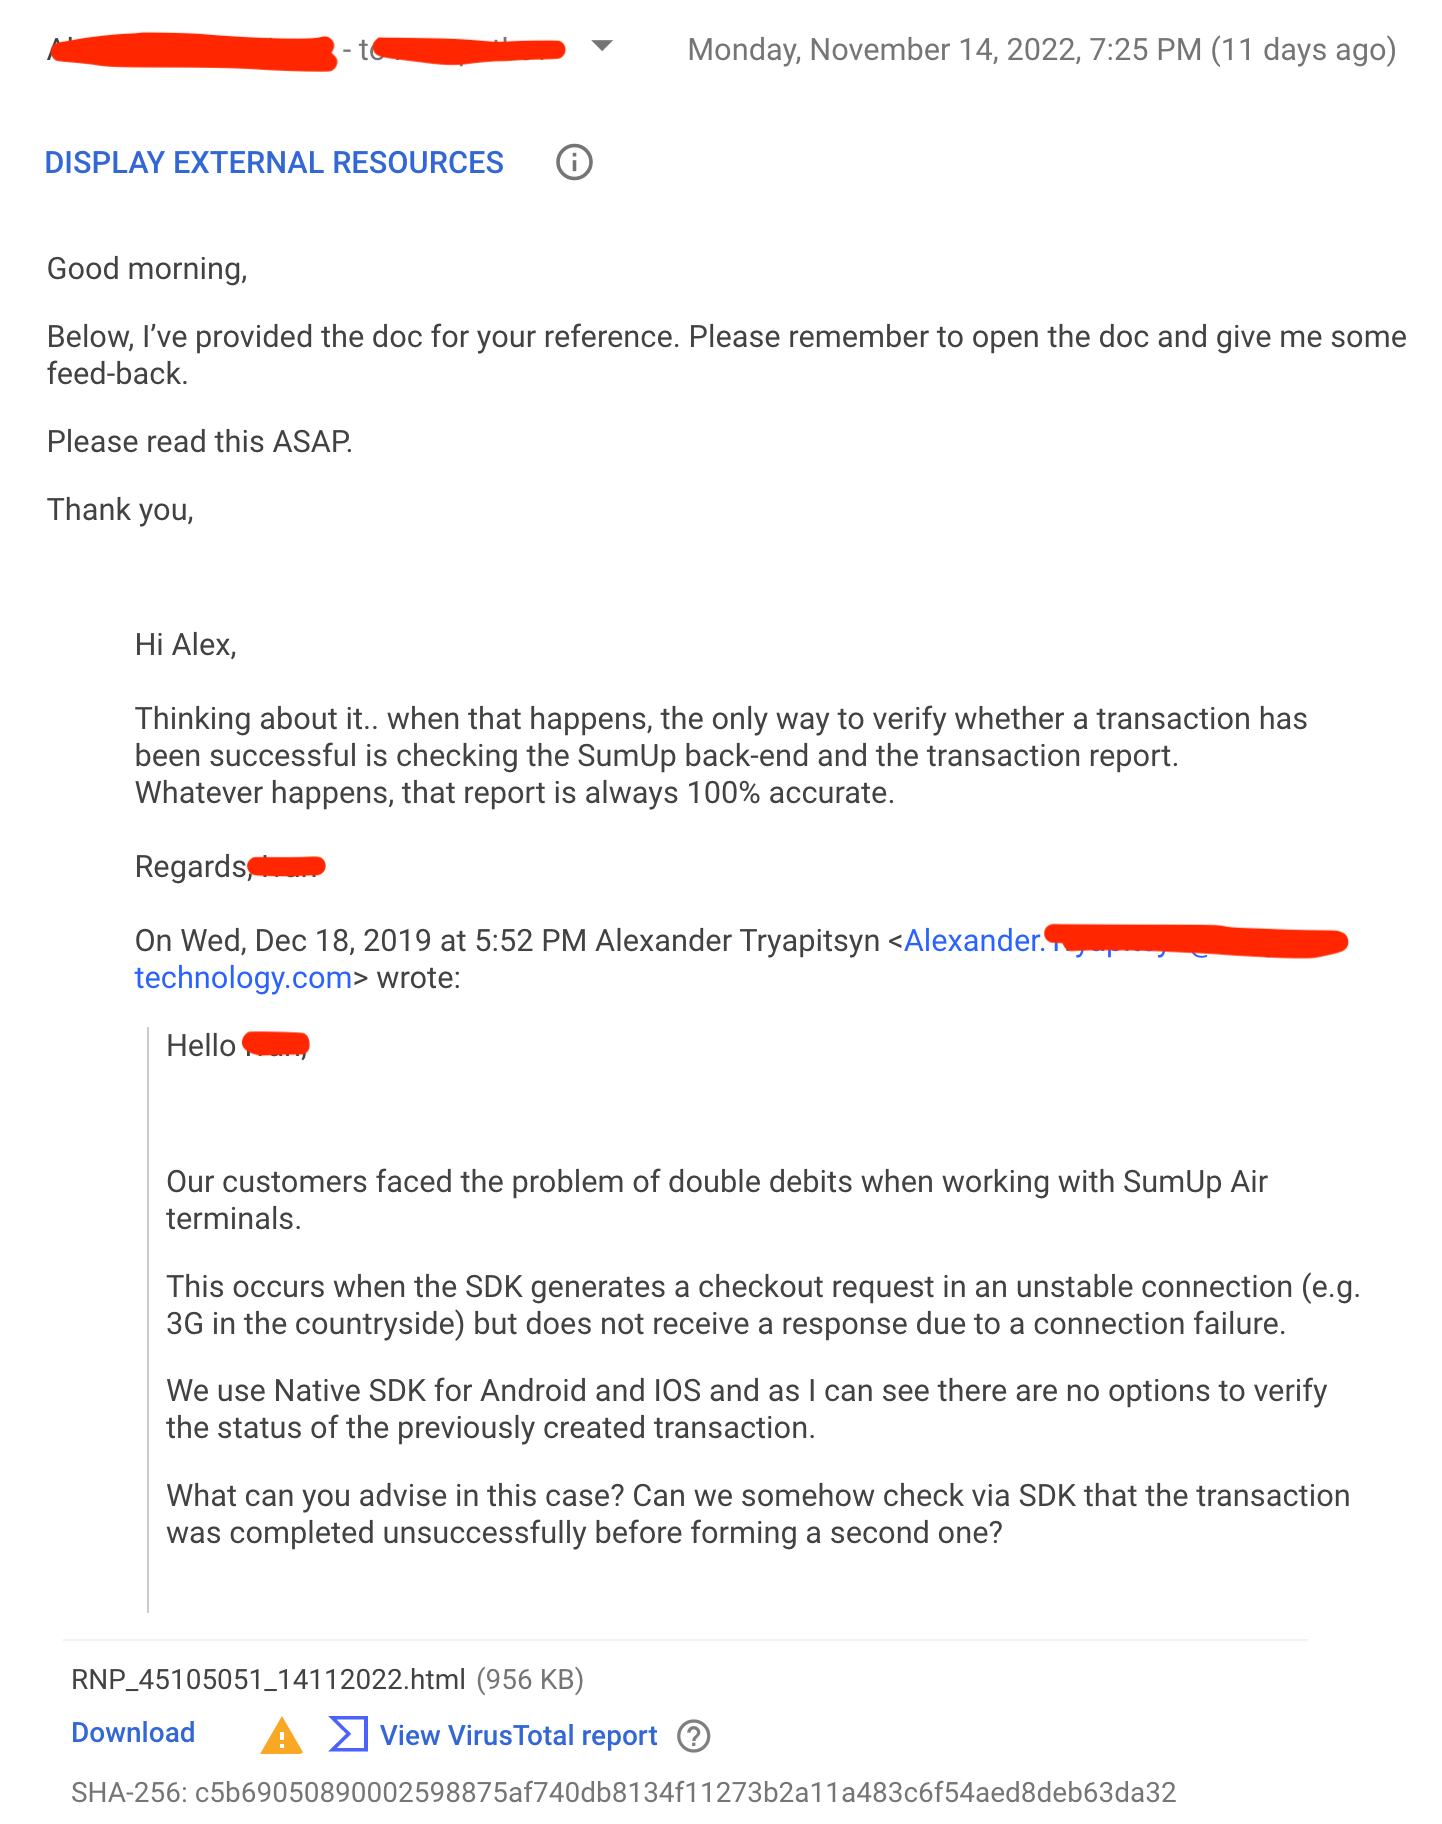 - to
Monday, November 14, 2022, 7:25 PM (11 days ago)
DISPLAY EXTERNAL RESOURCES
Good morning,
Below, I’ve provided the doc for your reference. Please remember to open the doc and give me some
feed-back.
Please read this ASAP.
Thank you,
Hi Alex,
Thinking about it.. when that happens, the only way to verify whether a transaction has
been successful is checking the SumUp back-end and the transaction report.
Whatever happens, that report is always 100% accurate.
Regards,
On Wed, Dec 18, 2019 at 5:52 PM Alexander Tryapitsyn <Alexander.
technology.com> wrote:
Hello
Our customers faced the problem of double debits when working with SumUp Air
terminals.
This occurs when the SDK generates a checkout request in an unstable connection (e.g.
3G in the countryside) but does not receive a response due to a connection failure.
We use Native SDK for Android and IOS and as I can see there are no options to verify
the status of the previously created transaction.
What can you advise in this case? Can we somehow check via SDK that the transaction
was completed unsuccessfully before forming a second one?
RNP_45105051_14112022.html (956 KB)
Download
View VirusTotal report
SHA-256: c5b69050890002598875af740db8134f11273b2a11a483c6f54aed8deb63da32